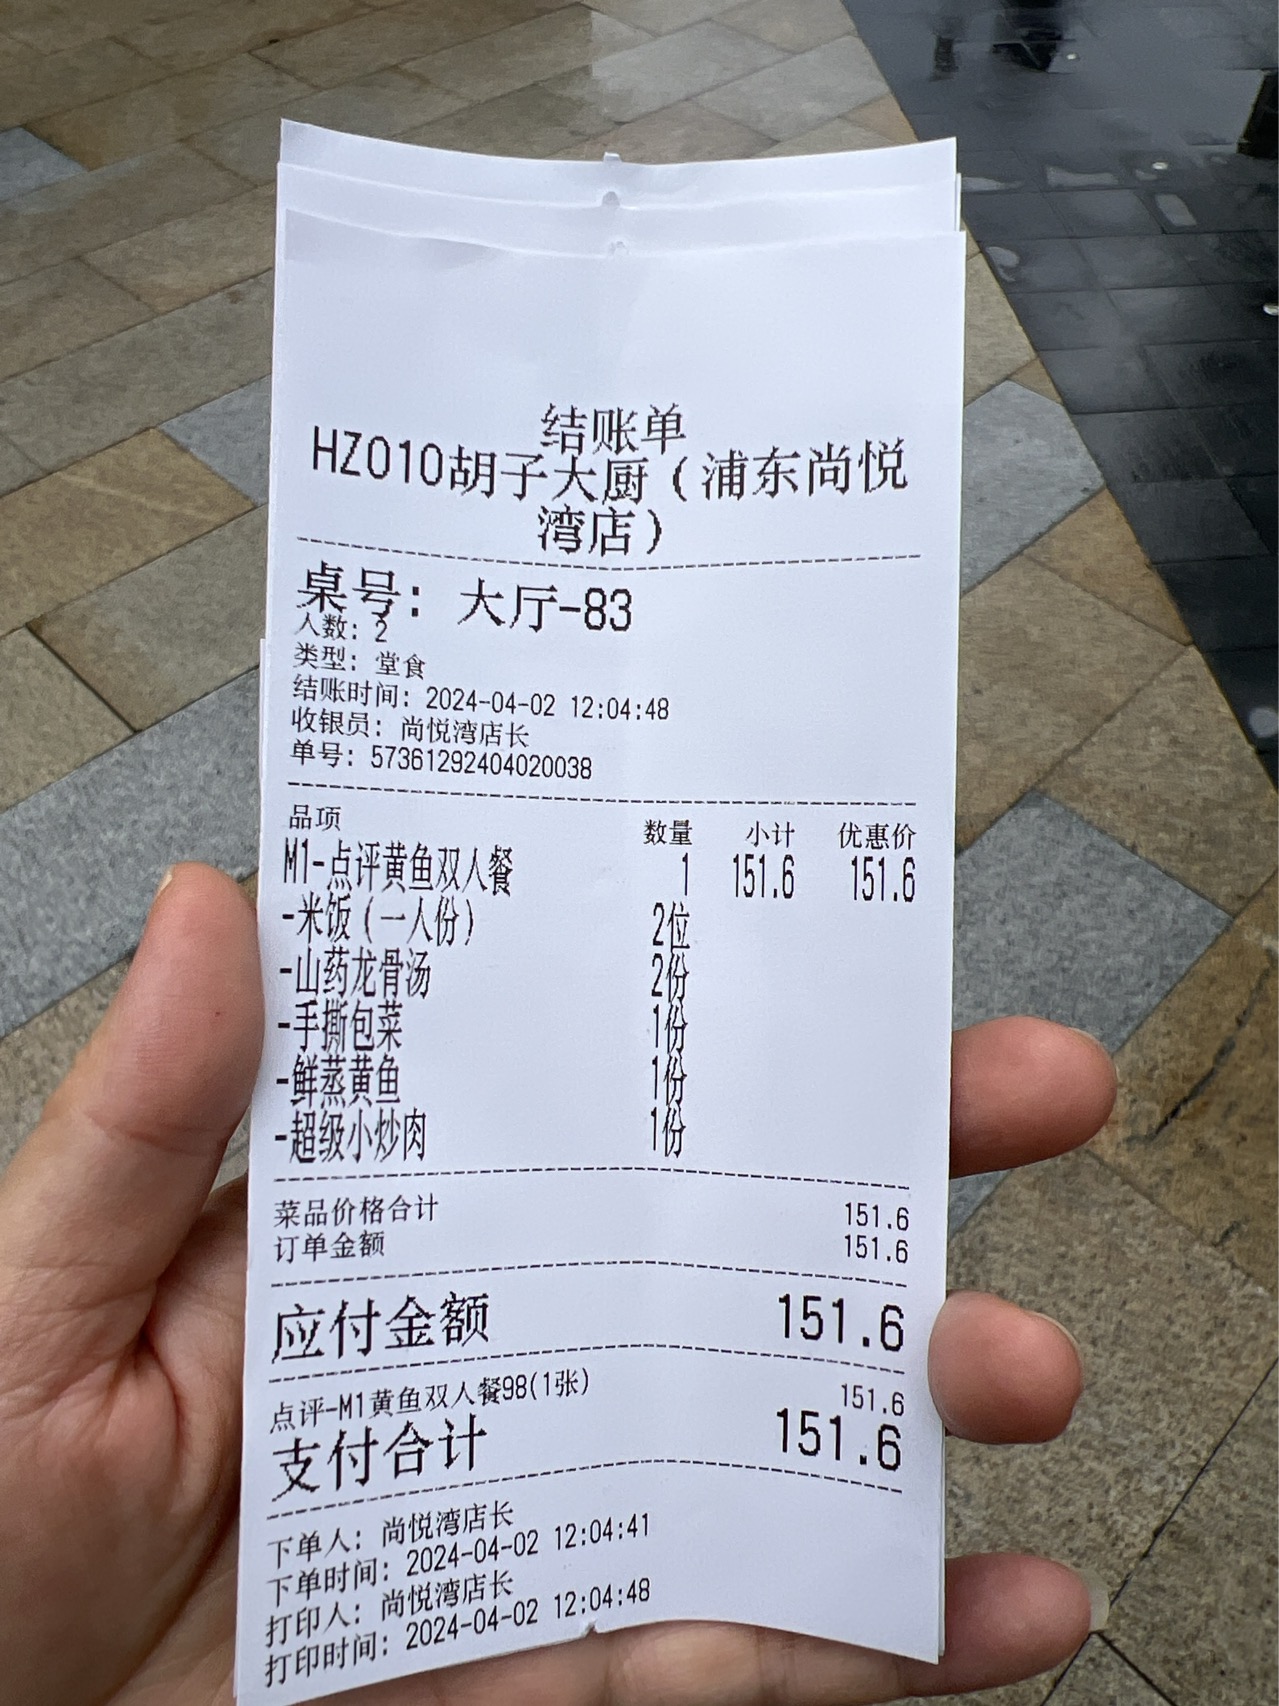 结账单
HZ010胡子大厨（浦东尚悦
湾店）
桌号: 大厅-83
人数: 2
类型: 堂食
结账时间: 2024-04-02 12:04:48
收银员: 尚悦湾店长
单号: 57361292404020038
品项 数量 小计 优惠价
M1-点评黄鱼双人餐 1 151.6 151.6
-米饭（一人份） 2位
-山药龙骨汤 2份
-手撕包菜 1份
-鲜蒸黄鱼 1份
-超级小炒肉 1份
菜品价格合计 151.6
订单金额 151.6
应付金额 151.6
点评-M1黄鱼双人餐98(1张) 151.6
支付合计 151.6
下单人: 尚悦湾店长
下单时间: 2024-04-02 12:04:41
打印人: 尚悦湾店长
打印时间: 2024-04-02 12:04:48